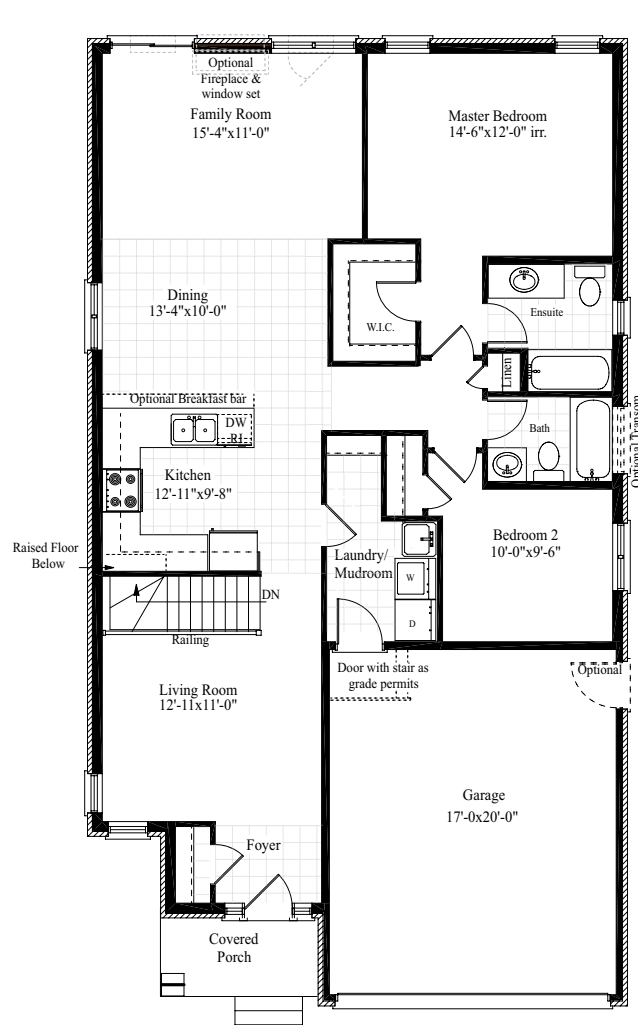 Optional
Fireplace &
window set
Family Room
15'-4"x11'-0"
Master Bedroom
14'-6"x12'-0" irr.
Dining
13'-4"x10'-0"
W.I.C.
Ensuite
Linen
Optional Breakfast bar
DW
R1
Bath
Optional Transom
Kitchen
12'-11"x9'-8"
Bedroom 2
10'-0"x9'-6"
Raised Floor
Below
Laundry/
Mudroom
W
D
DN
Railing
Door with stair as
grade permits
Optional
Living Room
12'-11x11'-0"
Garage
17'-0x20'-0"
Foyer
Covered
Porch